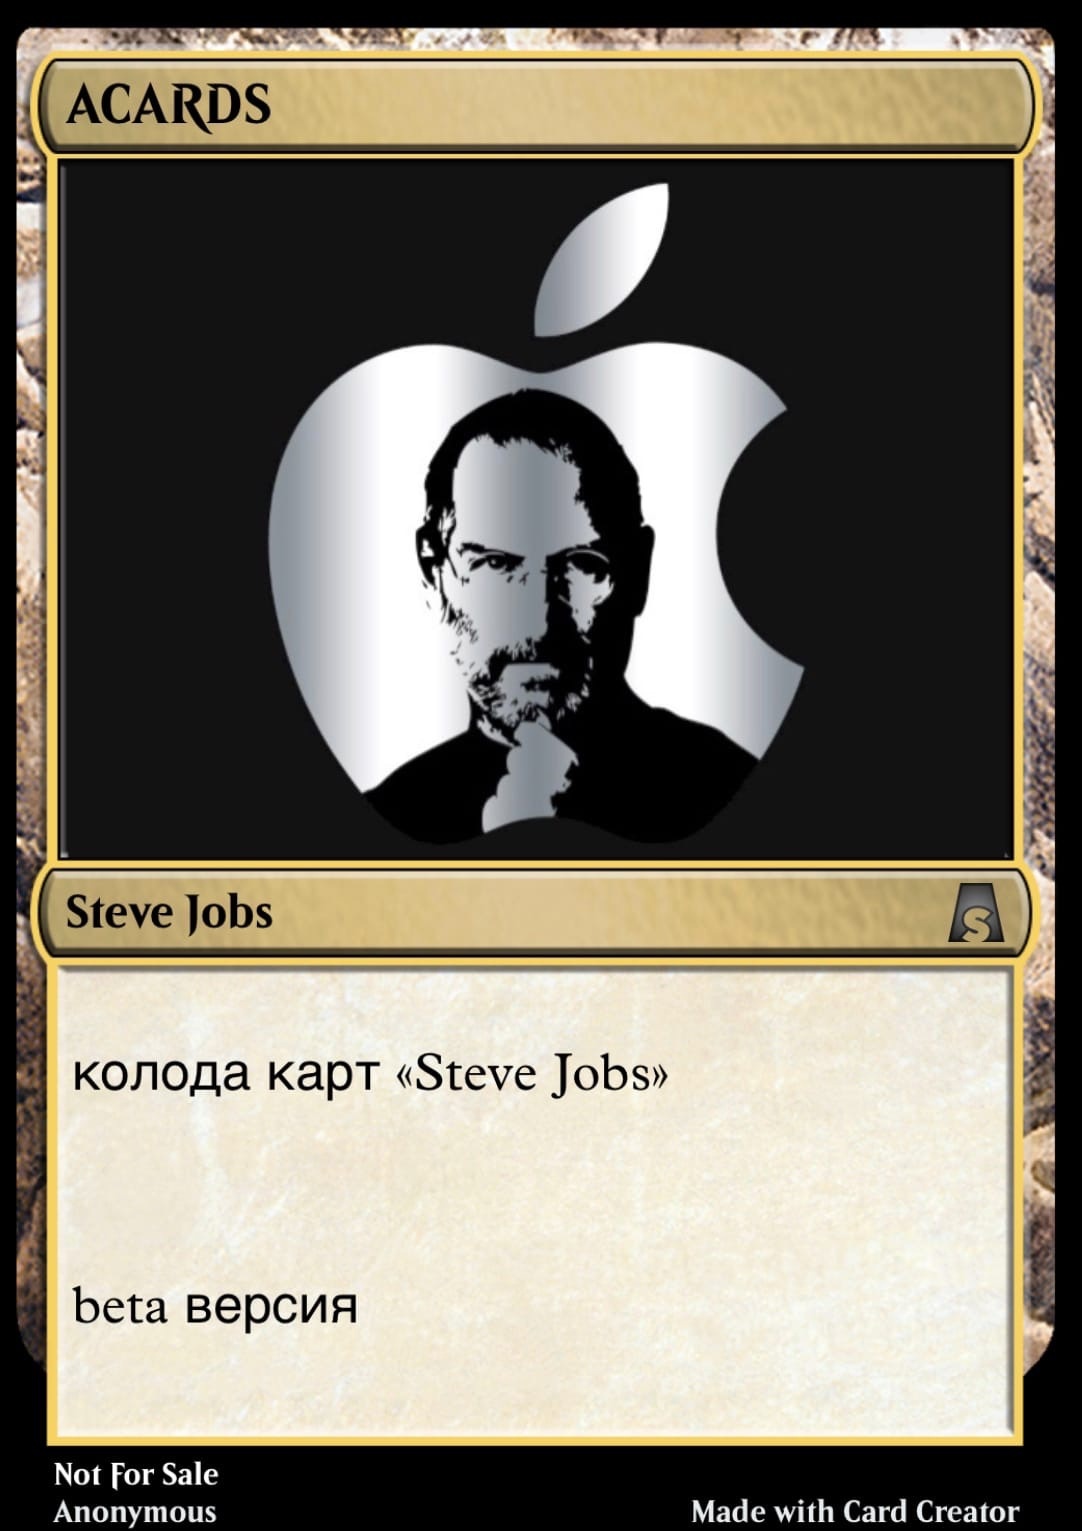 ACARDS
Steve Jobs
S
колода карт «Steve Jobs»
beta версия
Not For Sale
Anonymous
Made with Card Creator